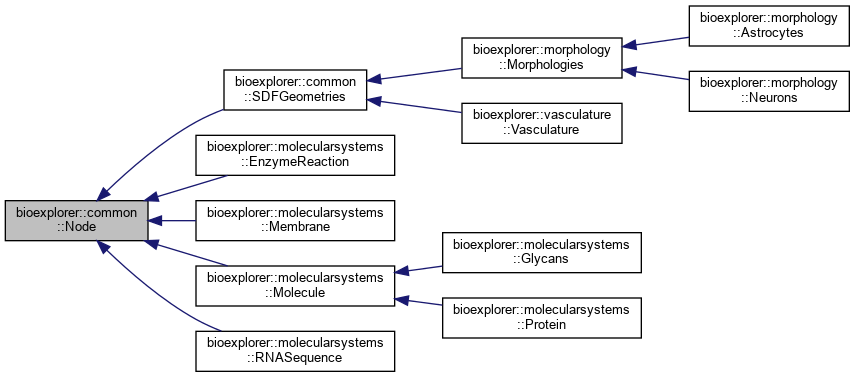 bioexplorer::common
::Node
bioexplorer::common
::SDFGeometries
bioexplorer::molecularsystems
::EnzymeReaction
bioexplorer::molecularsystems
::Membrane
bioexplorer::molecularsystems
::Molecule
bioexplorer::molecularsystems
::RNASequence
bioexplorer::morphology
::Morphologies
bioexplorer::vasculature
::Vasculature
bioexplorer::molecularsystems
::Glycans
bioexplorer::molecularsystems
::Protein
bioexplorer::morphology
::Astrocytes
bioexplorer::morphology
::Neurons